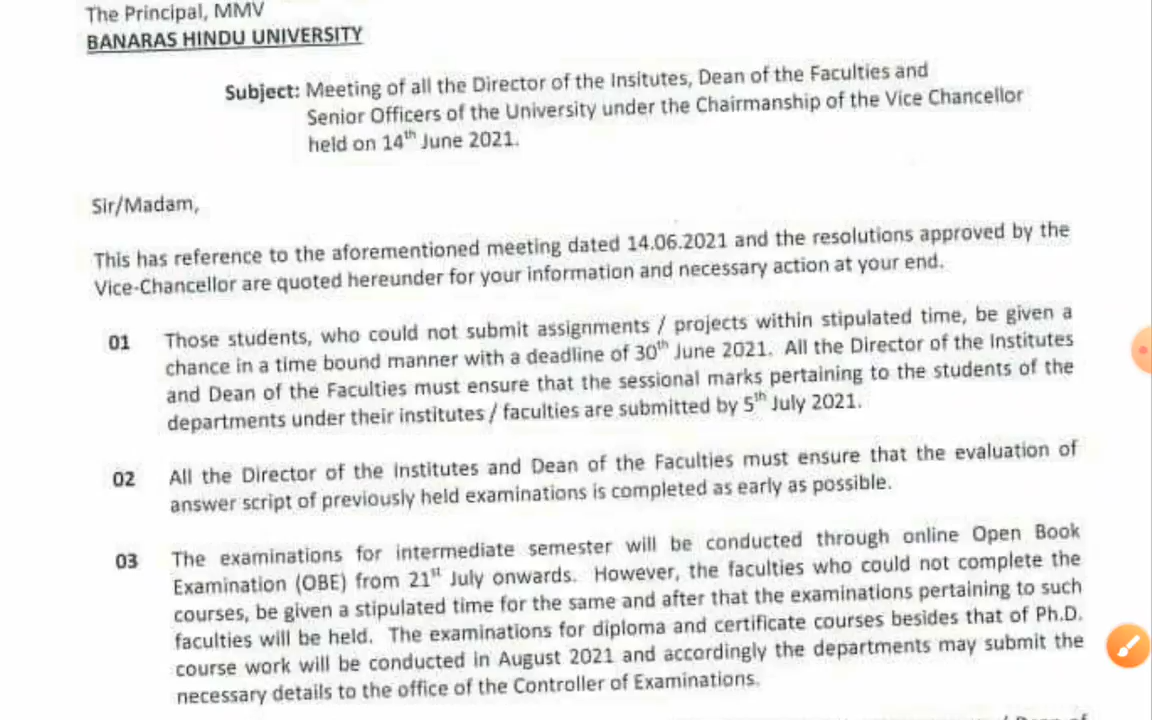 The Principal, MMV
BANARAS HINDU UNIVERSITY
Subject: Meeting of all the Director of the Insitutes, Dean of the Faculties and
Senior Officers of the University under the Chairmanship of the Vice Chancellor
held on 14th June 2021.
Sir/Madam,
This has reference to the aforementioned meeting dated 14.06.2021 and the resolutions approved by the
Vice-Chancellor are quoted hereunder for your information and necessary action at your end.
01 Those students, who could not submit assignments / projects within stipulated time, be given a
chance in a time bound manner with a deadline of 30th June 2021. All the Director of the Institutes
and Dean of the Faculties must ensure that the sessional marks pertaining to the students of the
departments under their institutes / faculties are submitted by 5th July 2021.
02 All the Director of the Institutes and Dean of the Faculties must ensure that the evaluation of
answer script of previously held examinations is completed as early as possible.
03 The examinations for intermediate semester will be conducted through online Open Book
Examination (OBE) from 21st July onwards. However, the faculties who could not complete the
courses, be given a stipulated time for the same and after that the examinations pertaining to such
faculties will be held. The examinations for diploma and certificate courses besides that of Ph.D.
course work will be conducted in August 2021 and accordingly the departments may submit the
necessary details to the office of the Controller of Examinations.